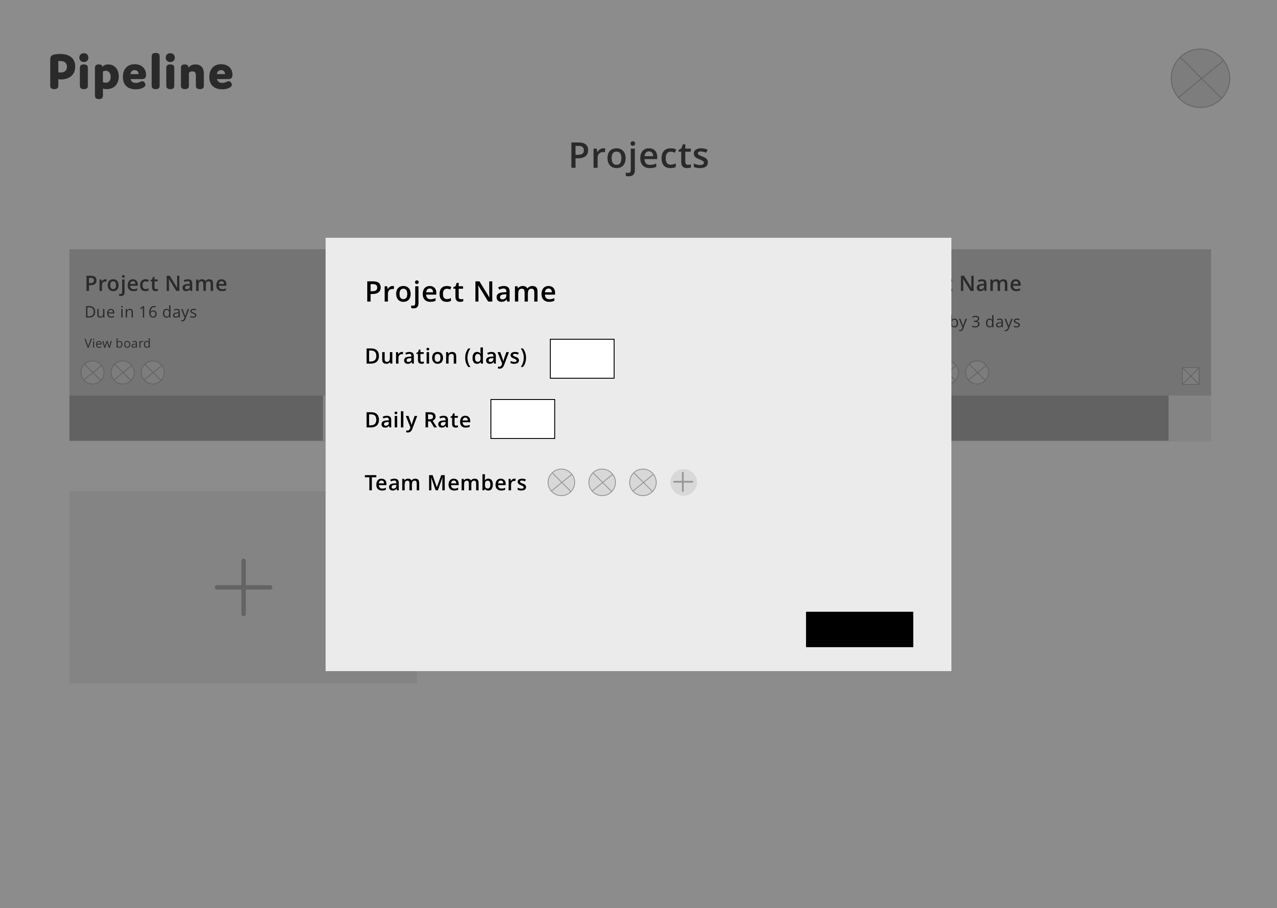 Pipeline
Projects
Project Name
Due in 16 days
View board
Name
by 3 days
Project Name
Duration (days)
Daily Rate
Team Members